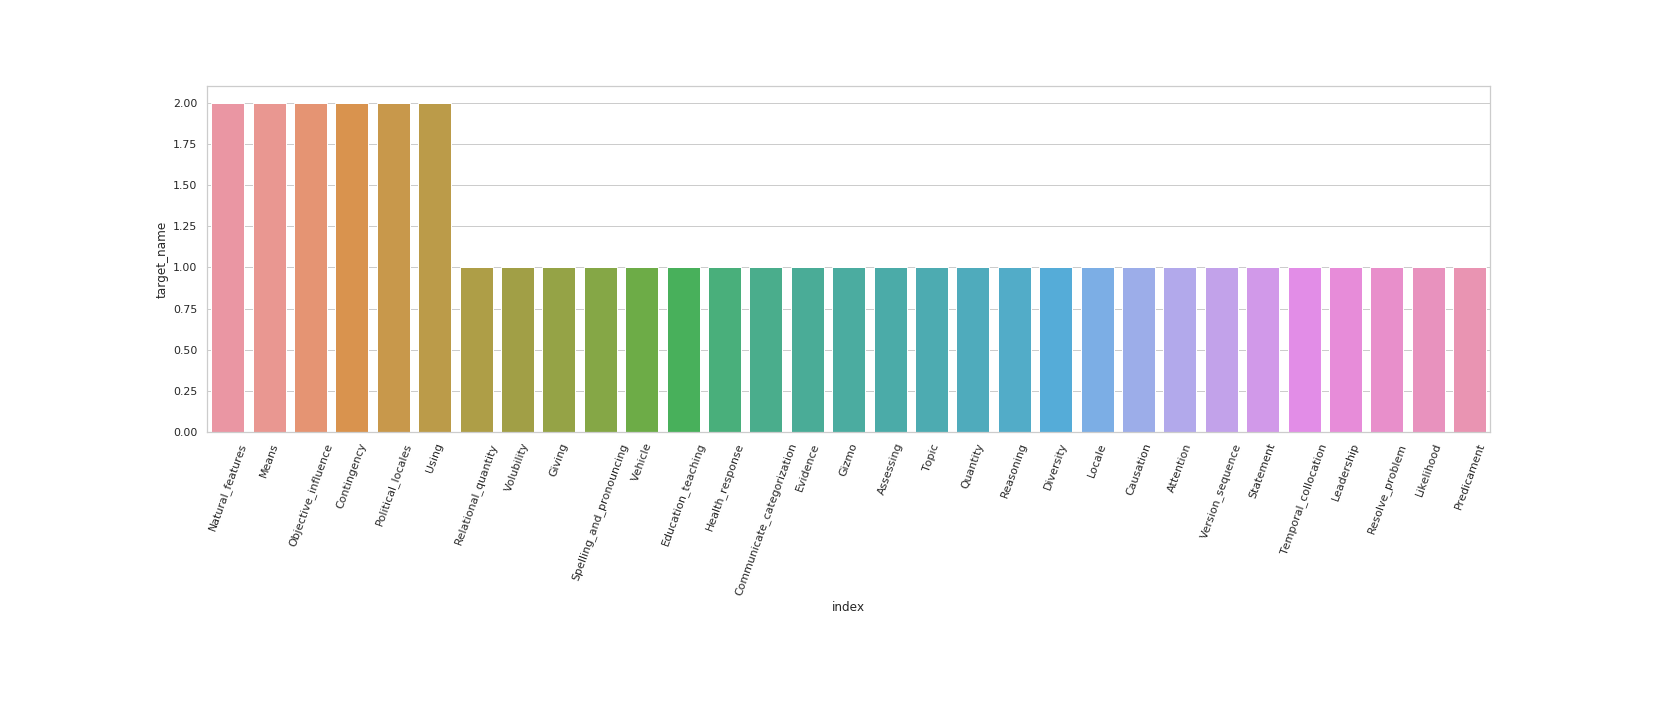 2.00
1.75
1.50
1.25
1.00
0.75
0.50
0.25
0.00
target_name
Natural_features
Means
Objective_influence
Contingency
Political_locales
Using
Relational_quantity
Volubility
Giving
Spelling_and_pronouncing
Vehicle
Education_teaching
Health_response
Communicate_categorization
Evidence
Gizmo
Assessing
Topic
Quantity
Reasoning
Diversity
Locale
Causation
Attention
Version_sequence
Statement
Temporal_collocation
Leadership
Resolve_problem
Likelihood
Predicament
index